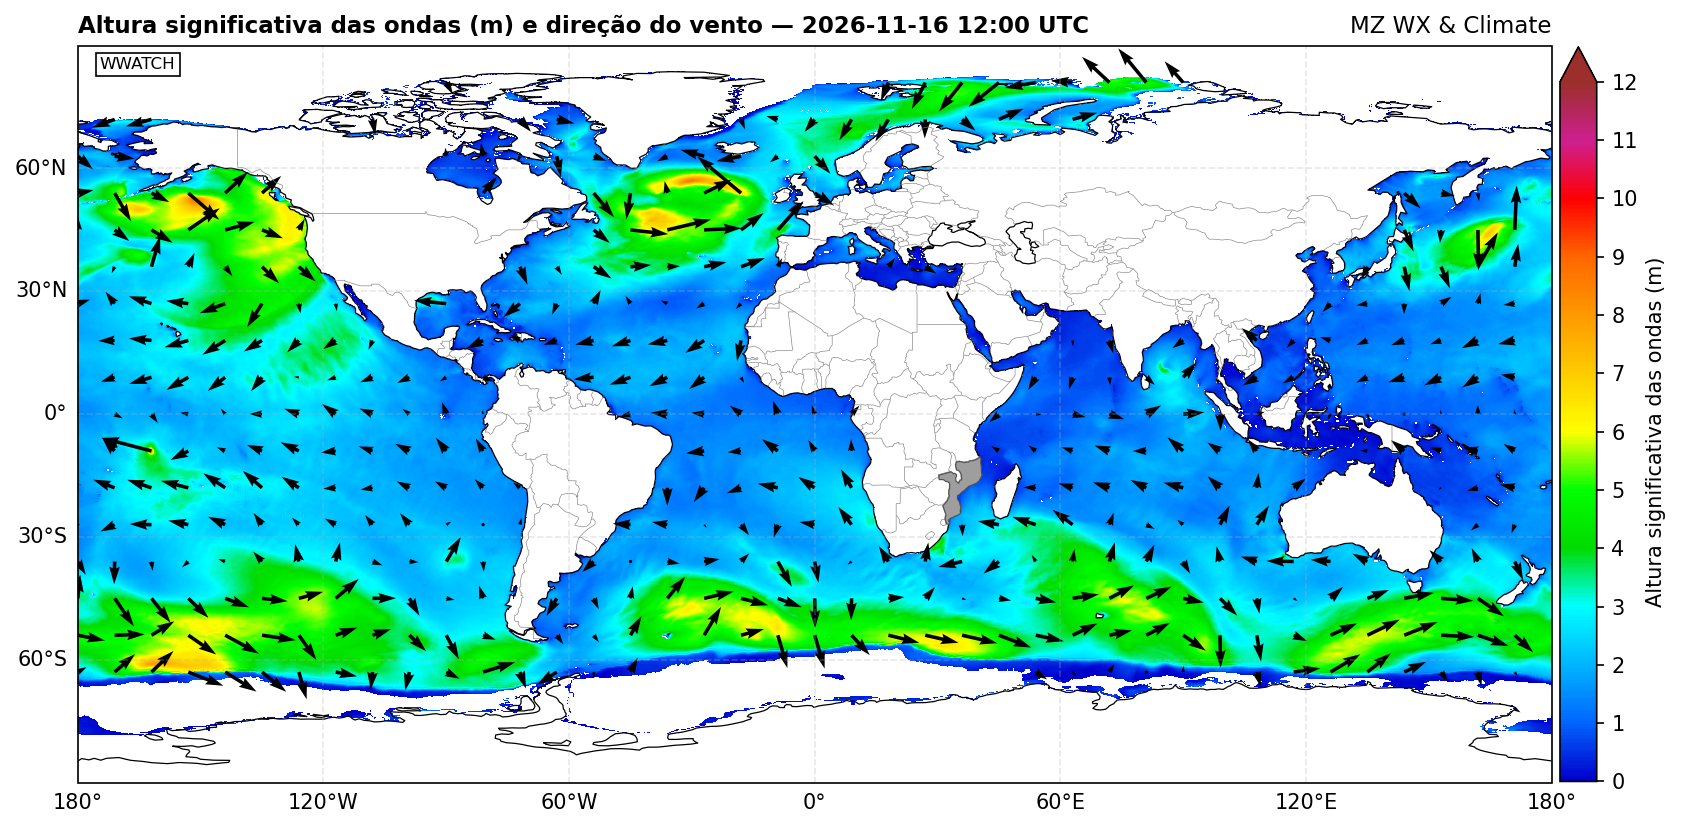 Altura significativa das ondas (m) e direção do vento — 2026-11-16 12:00 UTC
MZ WX & Climate
WWATCH
60°N
30°N
0°
30°S
60°S
180°
120°W
60°W
0°
60°E
120°E
180°
12
11
10
9
8
7
6
5
4
3
2
1
0
Altura significativa das ondas (m)